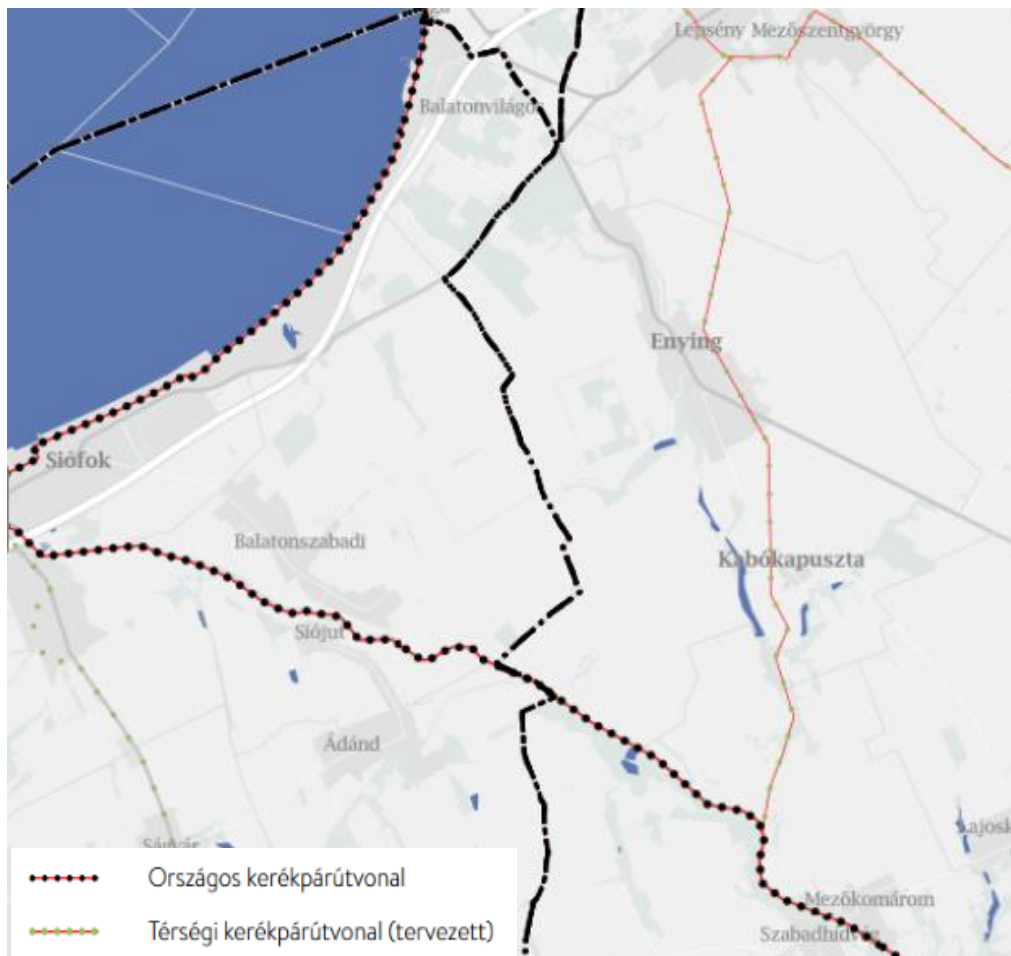 Lepsény Mezőszentgyörgy
Balatonvilágos
Enying
Siófok
Balatonszabadi
Kabókapuszta
Siójut
Ádánd
Mezőkomárom
Országos kerékpárútvonal
Térségi kerékpárútvonal (tervezett)